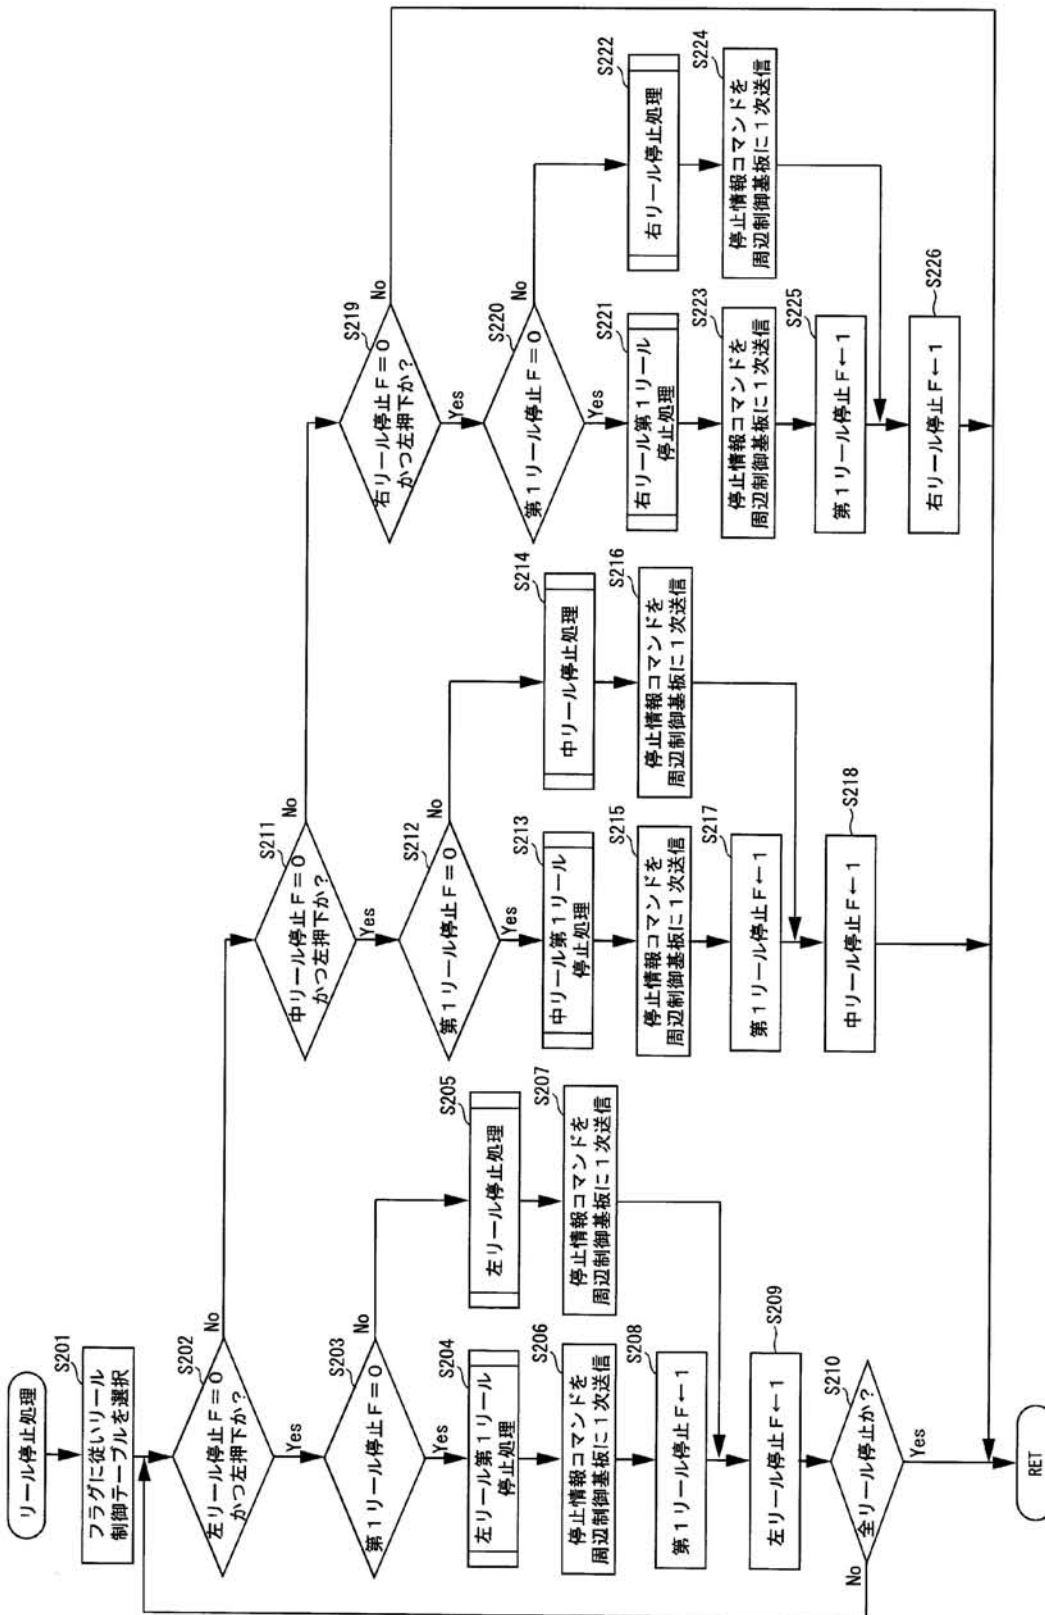 リール停止処理
S201
フラグに従いリール
制御テーブルを選択
S202
左リール停止F=0
かつ左押下か?
No
Yes
S203
第1リール停止F=0
No
Yes
S204
左リール第1リール
停止処理
S205
左リール停止処理
S206
停止情報コマンドを
周辺制御基板に1次送信
S207
停止情報コマンドを
周辺制御基板に1次送信
S208
第1リール停止F←1
S209
左リール停止F←1
S210
全リール停止か?
No
Yes
RET
S211
中リール停止F=0
かつ左押下か?
No
Yes
S212
第1リール停止F=0
No
Yes
S213
中リール第1リール
停止処理
S214
中リール停止処理
S215
停止情報コマンドを
周辺制御基板に1次送信
S216
停止情報コマンドを
周辺制御基板に1次送信
S217
第1リール停止F←1
S218
中リール停止F←1
S219
右リール停止F=0
かつ左押下か?
No
Yes
S220
第1リール停止F=0
No
Yes
S221
右リール第1リール
停止処理
S222
右リール停止処理
S223
停止情報コマンドを
周辺制御基板に1次送信
S224
停止情報コマンドを
周辺制御基板に1次送信
S225
第1リール停止F←1
S226
右リール停止F←1